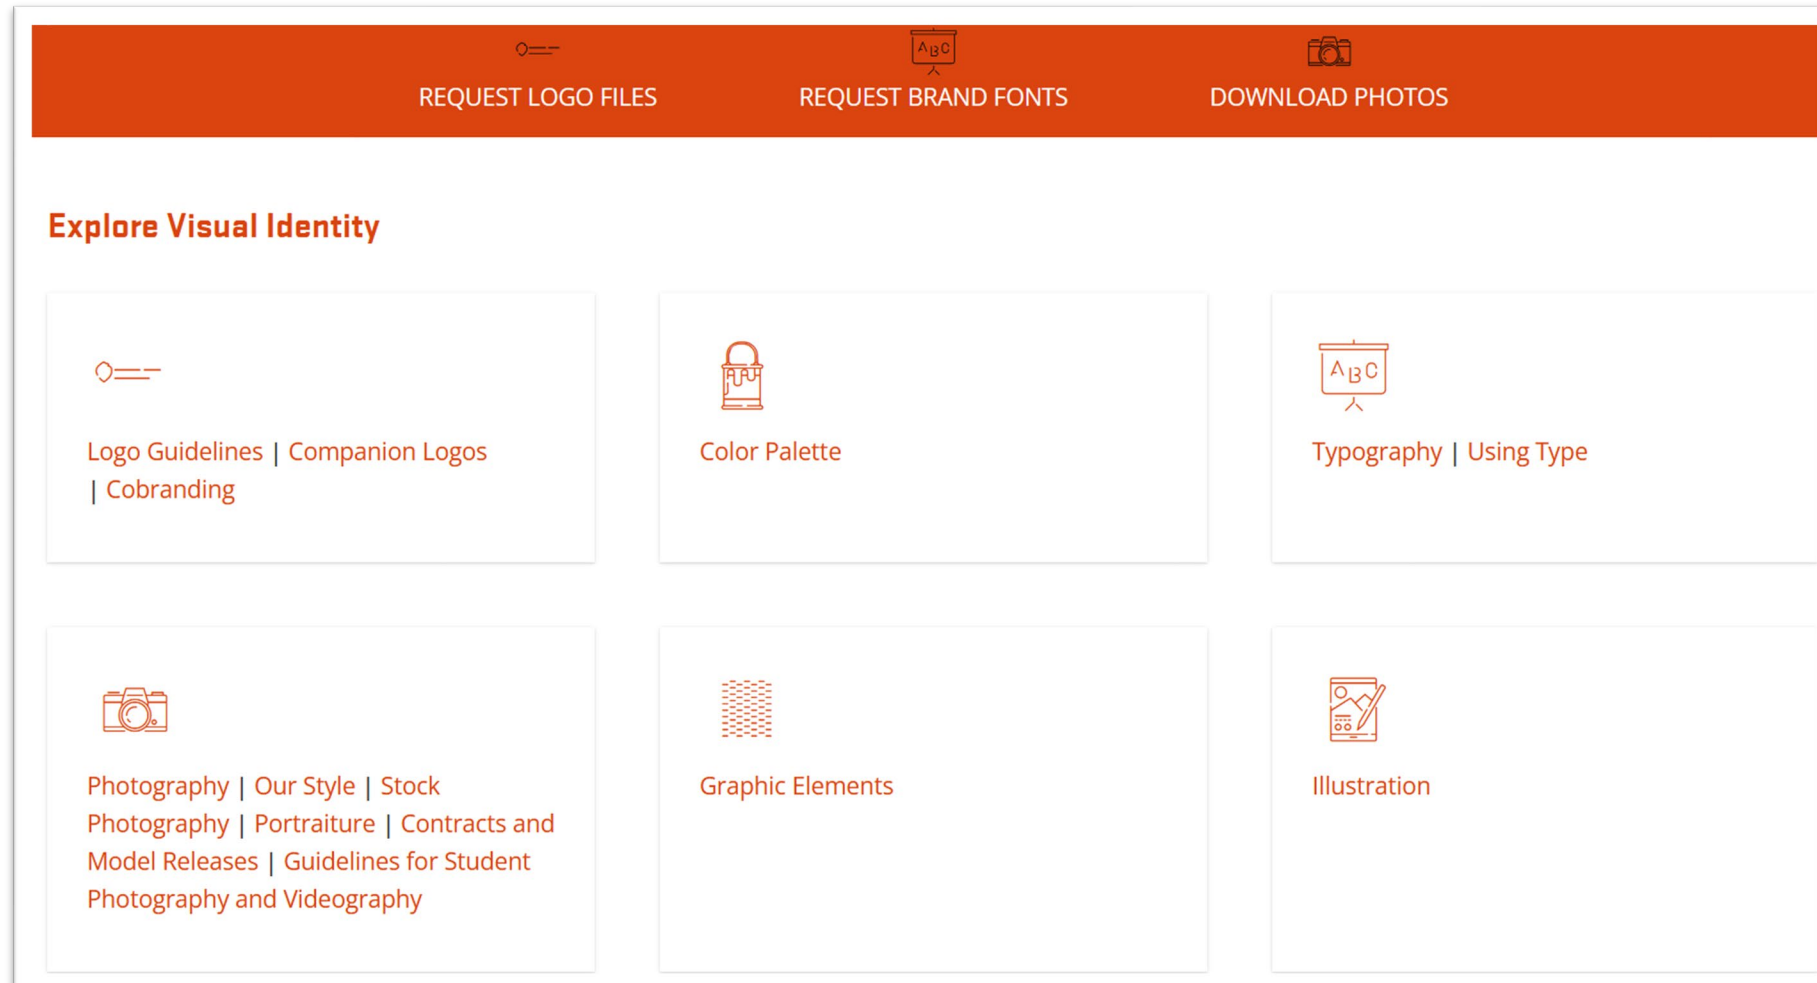 REQUEST LOGO FILES
REQUEST BRAND FONTS
ABC
DOWNLOAD PHOTOS
Explore Visual Identity
Logo Guidelines | Companion Logos
| Cobranding
Color Palette
ABC
Typography | Using Type
Photography | Our Style | Stock
Photography | Portraiture | Contracts and
Model Releases | Guidelines for Student
Photography and Videography
Graphic Elements
Illustration